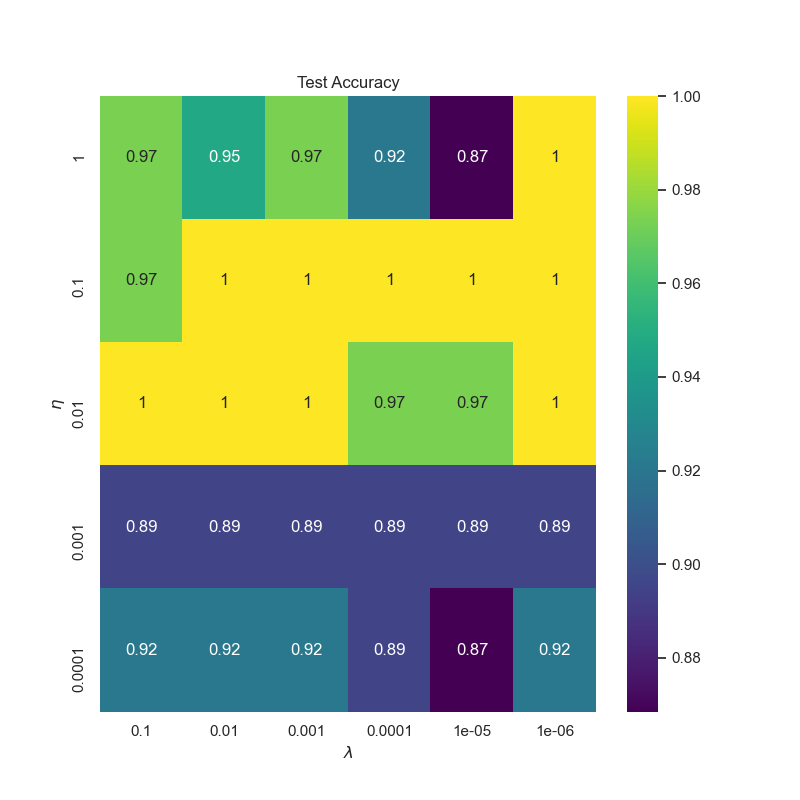 Test Accuracy
1 0.97 0.95 0.97 0.92 0.87 1
0.1 0.97 1 1 1 1 1
0.01 1 1 1 0.97 0.97 1
0.001 0.89 0.89 0.89 0.89 0.89 0.89
0.0001 0.92 0.92 0.92 0.89 0.87 0.92
η
0.1 0.01 0.001 0.0001 1e-05 1e-06
λ
1.00
0.98
0.96
0.94
0.92
0.90
0.88